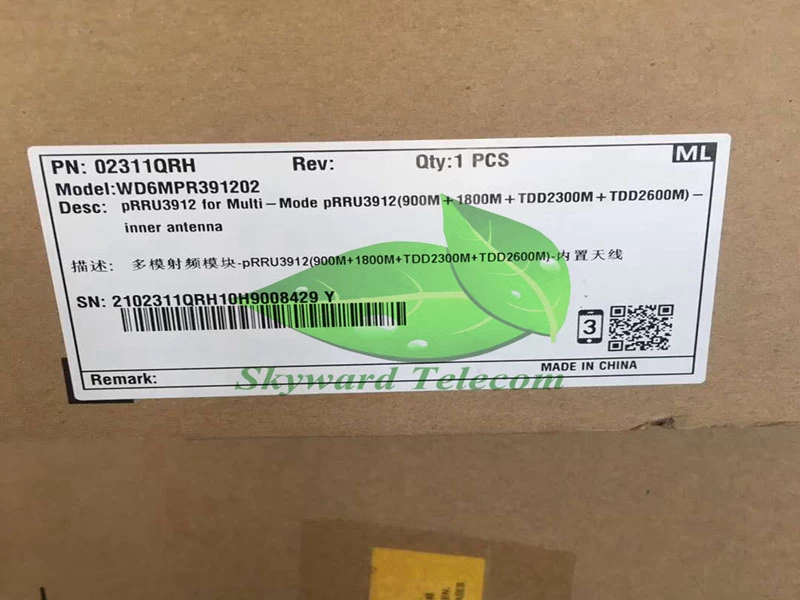 PN: 02311QRH Rev: Qty:1 PCS ML
Model:WD6MPR391202
Desc: pRRU3912 for Multi-Mode pRRU3912(900M+1800M+TDD2300M+TDD2600M)-
inner antenna
描述: 多模射频模块-pRRU3912(900M+1800M+TDD2300M+TDD2600M)-内置天线
SN: 2102311QRH10H9008429 Y
3
MADE IN CHINA
Remark:
Skyward Telecom